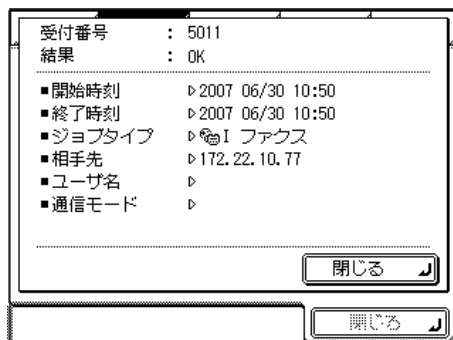 受付番号 : 5011
結果 : OK
■開始時刻 ▷2007 06/30 10:50
■終了時刻 ▷2007 06/30 10:50
■ジョブタイプ ▷I ファクス
■相手先 ▷172.22.10.77
■ユーザ名 ▷
■通信モード ▷
閉じる
閉じる